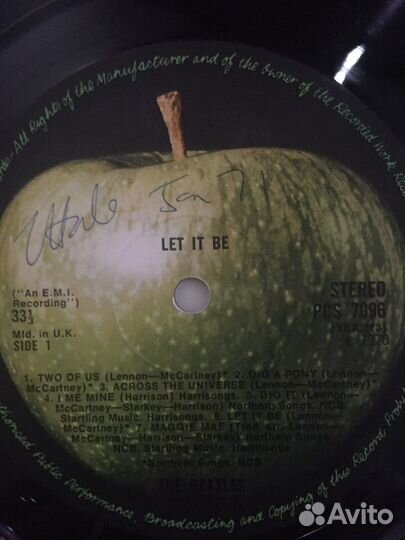 All Rights of the Manufacturer and of the Owner of the Recorded Work
LET IT BE
("An E.M.I.
Recording")
33⅓
Mfd. in U.K.
SIDE 1
STEREO
PCS 7096
(YEX 773)
℗ 1970
1. TWO OF US (Lennon—McCartney)* 2. DIG A PONY (Lennon—
McCartney)* 3. ACROSS THE UNIVERSE (Lennon—McCartney)*
4. I ME MINE (Harrison) Harrisongs. 5. DIG IT (Lennon—
McCartney—Starkey—Harrison) Northern Songs. NCB.
Startling Music. Harrisongs. 6. LET IT BE (Lennon—
McCartney)* 7. MAGGIE MAE (Trad. arr. Lennon—
McCartney—Harrison—Starkey) Northern Songs.
NCB. Startling Music. Harrisongs
*Northern Songs. NCB.
THE BEATLES
Public Performance, Broadcasting and Copying of this Record Prohi
Avito